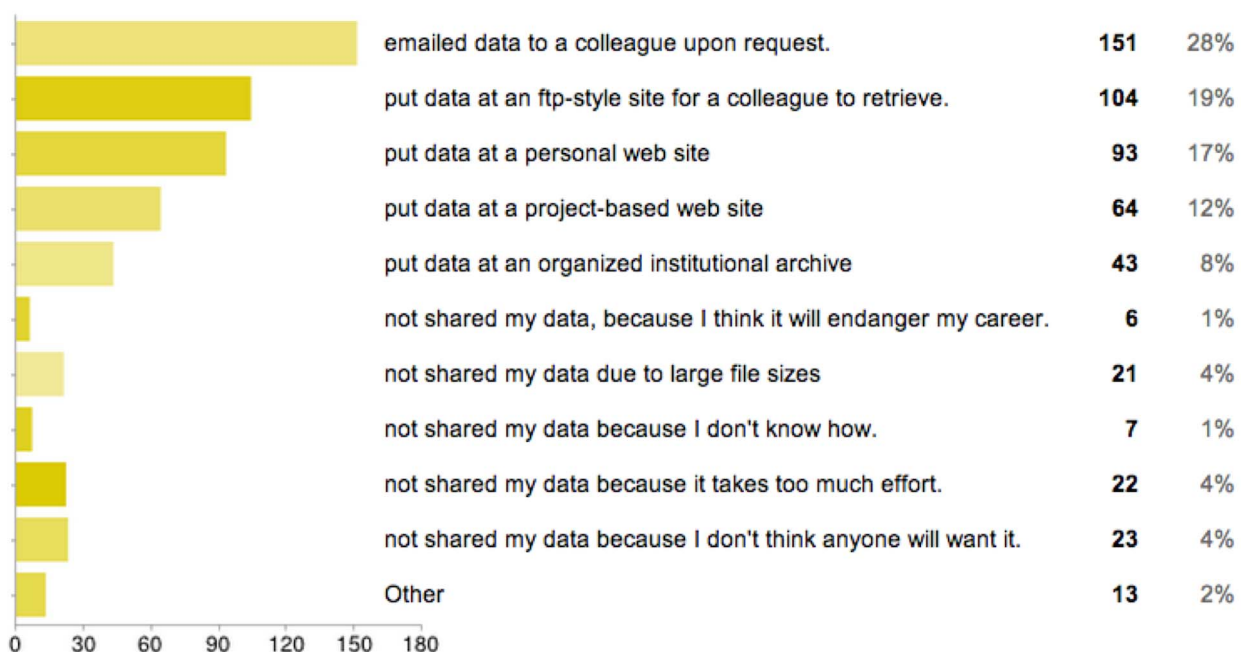 emailed data to a colleague upon request. 151 28%
put data at an ftp-style site for a colleague to retrieve. 104 19%
put data at a personal web site 93 17%
put data at a project-based web site 64 12%
put data at an organized institutional archive 43 8%
not shared my data, because I think it will endanger my career. 6 1%
not shared my data due to large file sizes 21 4%
not shared my data because I don't know how. 7 1%
not shared my data because it takes too much effort. 22 4%
not shared my data because I don't think anyone will want it. 23 4%
Other 13 2%
0 30 60 90 120 150 180